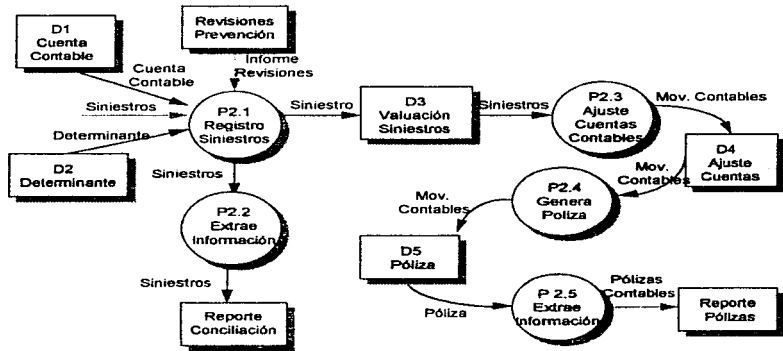 D1
Cuenta
Contable
Revisiones
Prevención
Informe
Revisiones
Cuenta
Contable
Siniestros
P2.1
Registro
Siniestros
Siniestro
D3
Valuación
Siniestros
Siniestros
P2.3
Ajuste
Cuentas
Contables
Mov. Contables
Determinante
D2
Determinante
D4
Ajuste
Cuentas
Mov.
Contables
Siniestros
P2.4
Genera
Poliza
Mov.
Contables
P2.2
Extrae
Información
D5
Póliza
Siniestros
Póliza
P 2.5
Extrae
Información
Pólizas
Contables
Reporte
Pólizas
Reporte
Conciliación